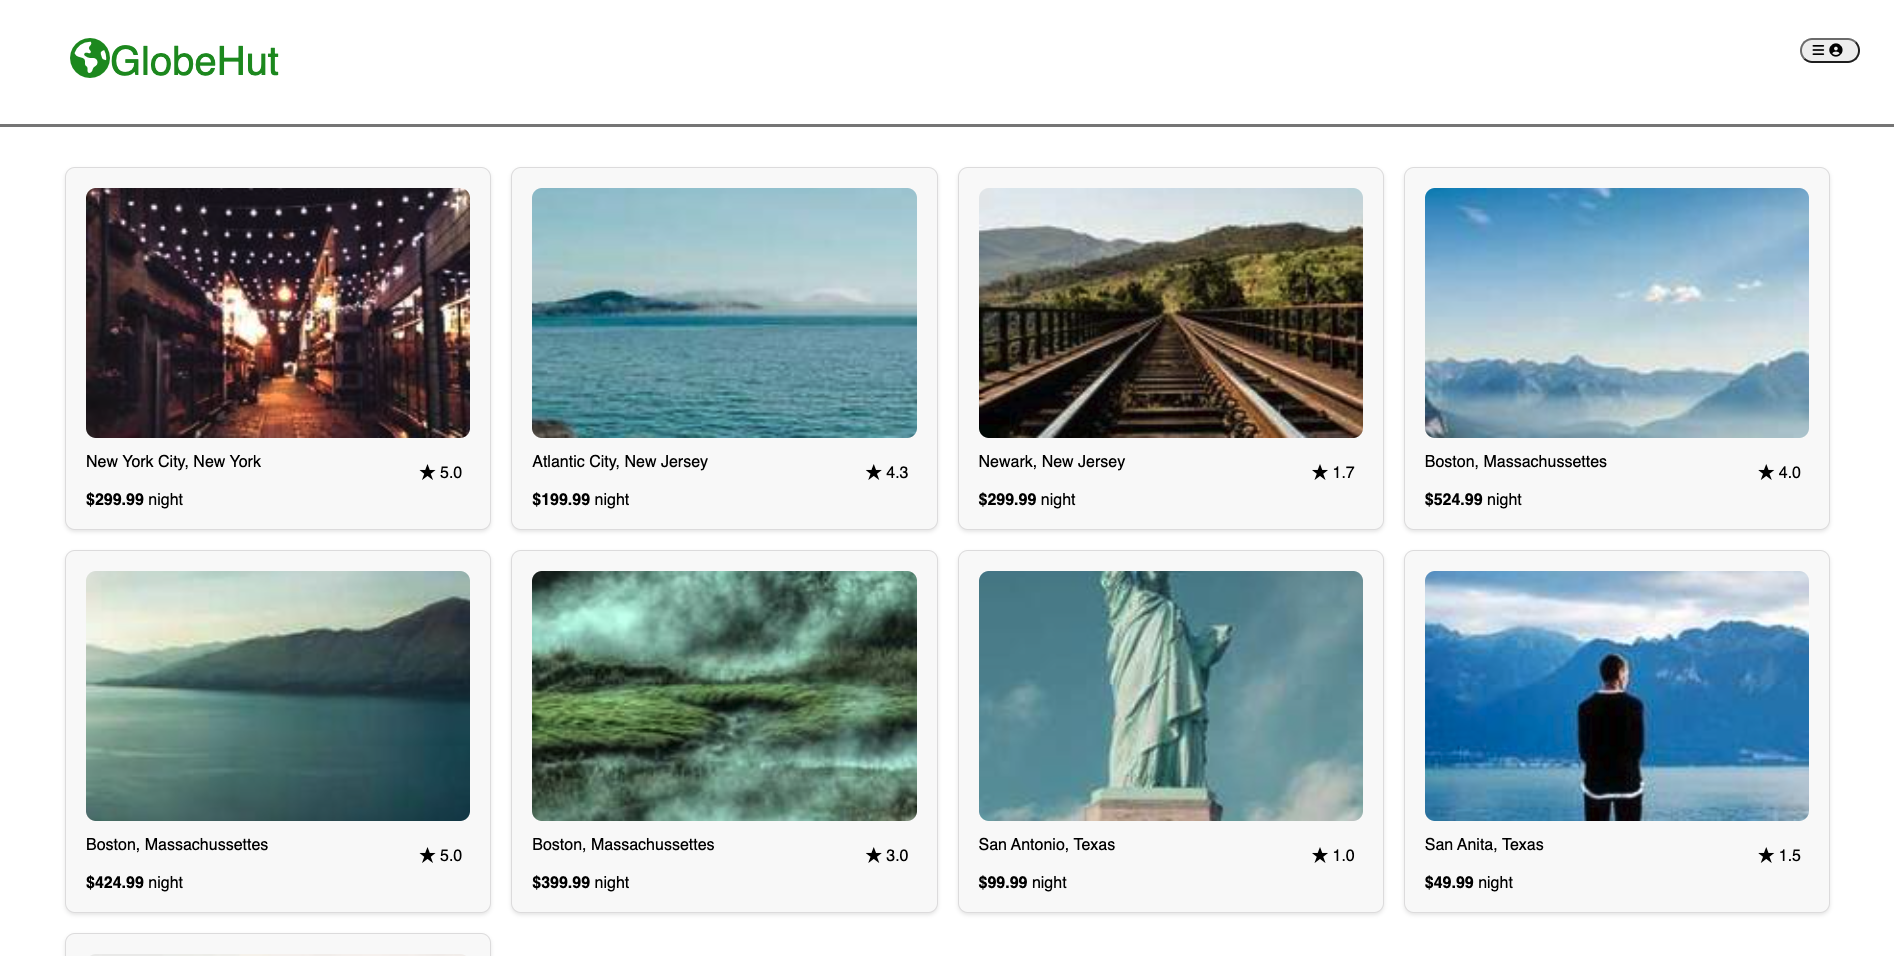 GlobeHut
New York City, New York
★ 5.0
$299.99 night
Atlantic City, New Jersey
★ 4.3
$199.99 night
Newark, New Jersey
★ 1.7
$299.99 night
Boston, Massachussettes
★ 4.0
$524.99 night
Boston, Massachussettes
★ 5.0
$424.99 night
Boston, Massachussettes
★ 3.0
$399.99 night
San Antonio, Texas
★ 1.0
$99.99 night
San Anita, Texas
★ 1.5
$49.99 night